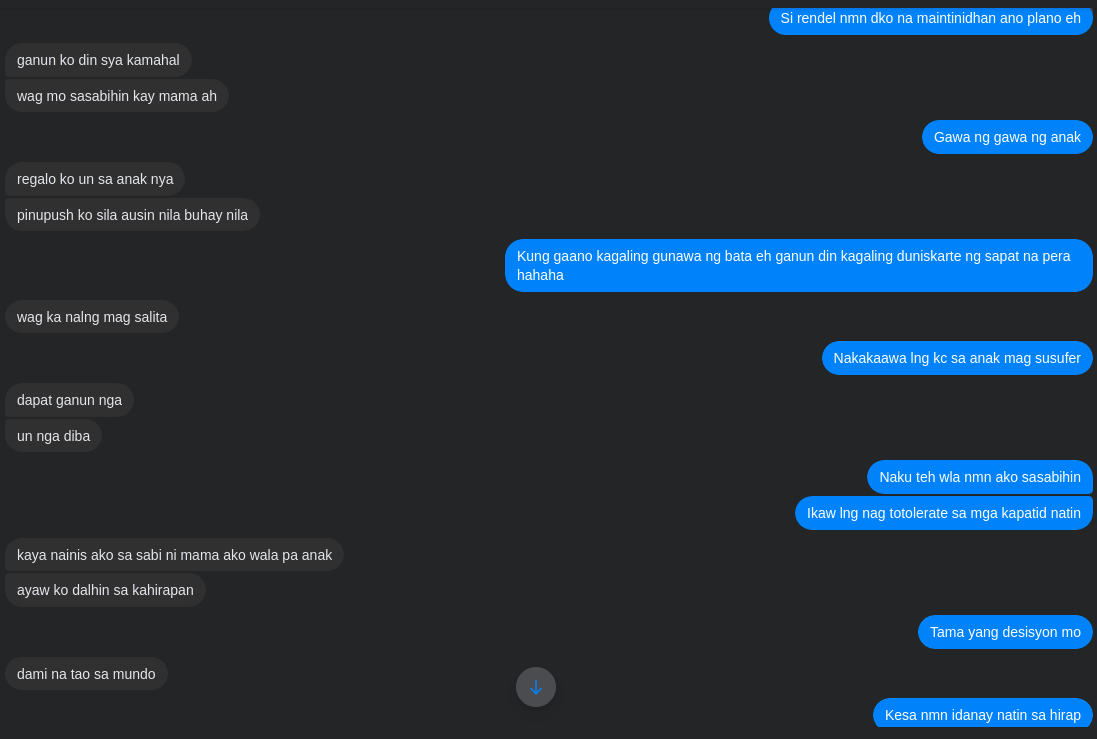 Si rendel nmn dko na maintinidhan ano plano eh
ganun ko din sya kamahal
wag mo sasabihin kay mama ah
Gawa ng gawa ng anak
regalo ko un sa anak nya
pinupush ko sila ausin nila buhay nila
Kung gaano kagaling gunawa ng bata eh ganun din kagaling duniskarte ng sapat na pera
hahaha
wag ka nalng mag salita
Nakakaawa lng kc sa anak mag susufer
dapat ganun nga
un nga diba
Naku teh wla nmn ako sasabihin
Ikaw lng nag totolerate sa mga kapatid natin
kaya nainis ako sa sabi ni mama ako wala pa anak
ayaw ko dalhin sa kahirapan
Tama yang desisyon mo
dami na tao sa mundo
Kesa nmn idanay natin sa hirap